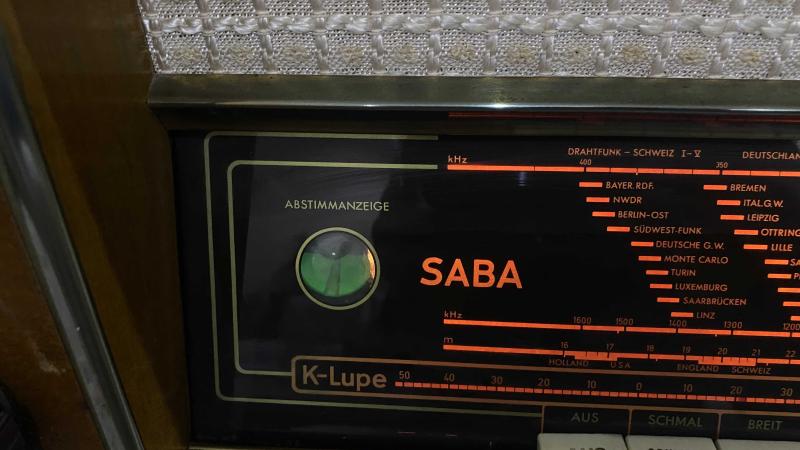 DRAHTFUNK – SCHWEIZ I–V
kHz 400 350
BAYER.RDF. BREMEN
NWDR ITAL.G.W.
BERLIN-OST LEIPZIG
ABSTIMMANZEIGE
SÜDWEST-FUNK
DEUTSCHE G.W. LILLE
MONTE CARLO
TURIN
SABA
LUXEMBURG
SAARBRÜCKEN
LINZ
kHz 1600 1500 1400 1300
m 16 17 18 19 20 21 22
HOLLAND USA ENGLAND SCHWEIZ
K-Lupe 50 40 30 20 10 0 10 20 30
AUS SCHMAL BREIT